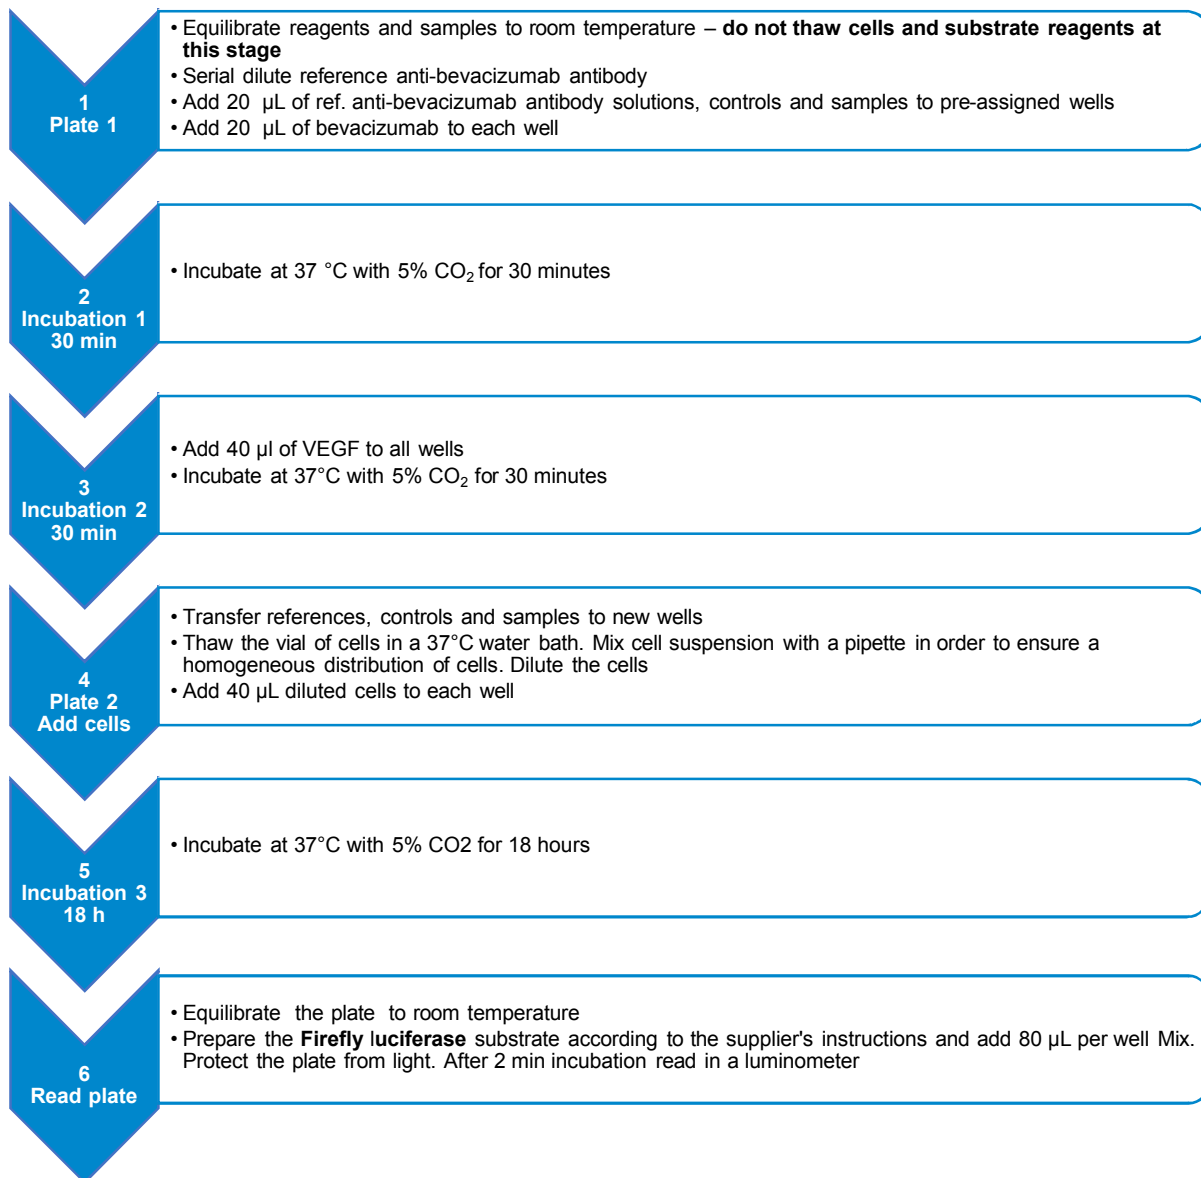 1
Plate 1
• Equilibrate reagents and samples to room temperature – do not thaw cells and substrate reagents at
this stage
• Serial dilute reference anti-bevacizumab antibody
• Add 20 µL of ref. anti-bevacizumab antibody solutions, controls and samples to pre-assigned wells
• Add 20 µL of bevacizumab to each well
2
Incubation 1
30 min
• Incubate at 37 °C with 5% CO₂ for 30 minutes
3
Incubation 2
30 min
• Add 40 µl of VEGF to all wells
• Incubate at 37°C with 5% CO₂ for 30 minutes
4
Plate 2
Add cells
• Transfer references, controls and samples to new wells
• Thaw the vial of cells in a 37°C water bath. Mix cell suspension with a pipette in order to ensure a
homogeneous distribution of cells. Dilute the cells
• Add 40 µL diluted cells to each well
5
Incubation 3
18 h
• Incubate at 37°C with 5% CO2 for 18 hours
6
Read plate
• Equilibrate the plate to room temperature
• Prepare the Firefly luciferase substrate according to the supplier's instructions and add 80 µL per well Mix.
Protect the plate from light. After 2 min incubation read in a luminometer